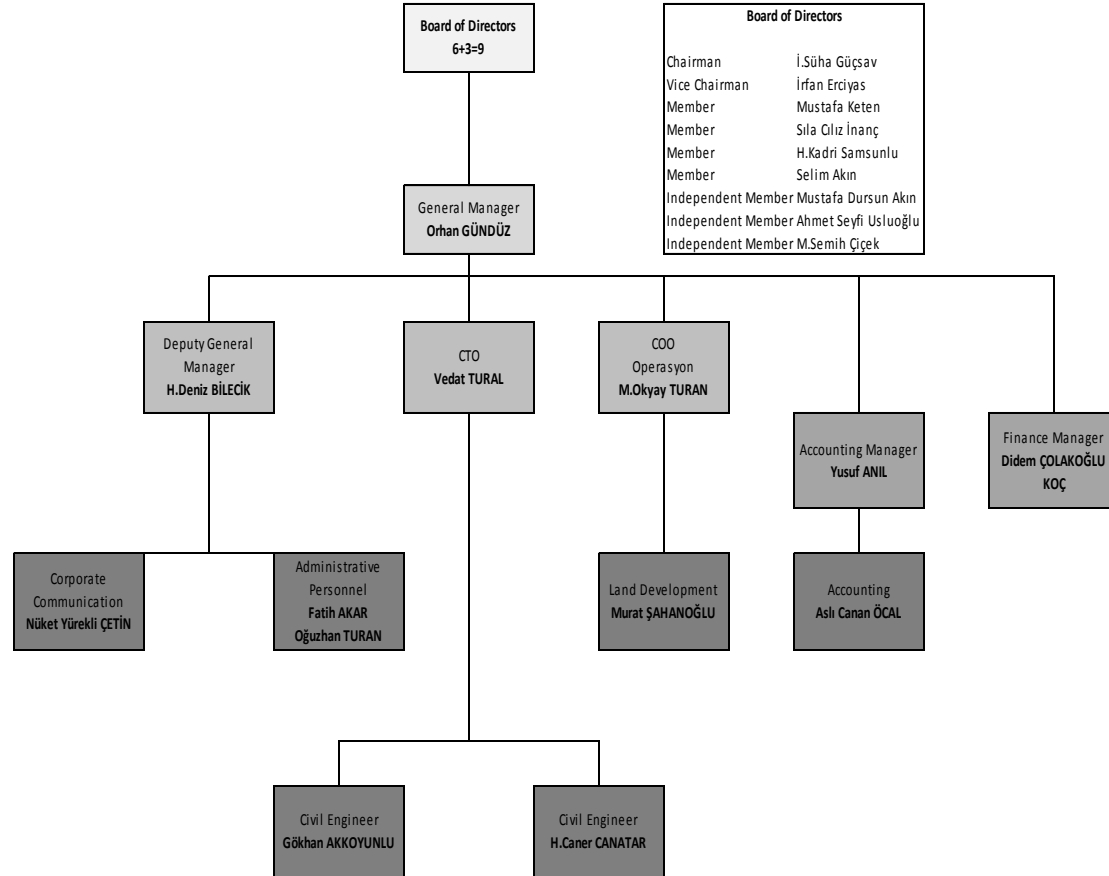 Board of Directors
6+3=9
Board of Directors
Chairman İ.Süha Güçsav
Vice Chairman İrfan Erciyas
Member Mustafa Keten
Member Sıla Cılız İnanç
Member H.Kadri Samsunlu
Member Selim Akın
Independent Member Mustafa Dursun Akın
Independent Member Ahmet Seyfi Usluoğlu
Independent Member M.Semih Çiçek
General Manager
Orhan GÜNDÜZ
Deputy General
Manager
H.Deniz BİLECİK
CTO
Vedat TURAL
COO
Operasyon
M.Okyay TURAN
Accounting Manager
Yusuf ANIL
Finance Manager
Didem ÇOLAKOĞLU
KOÇ
Corporate
Communication
Nüket Yürekli ÇETİN
Administrative
Personnel
Fatih AKAR
Oğuzhan TURAN
Land Development
Murat ŞAHANOĞLU
Accounting
Aslı Canan ÖCAL
Civil Engineer
Gökhan AKKOYUNLU
Civil Engineer
H.Caner CANATAR